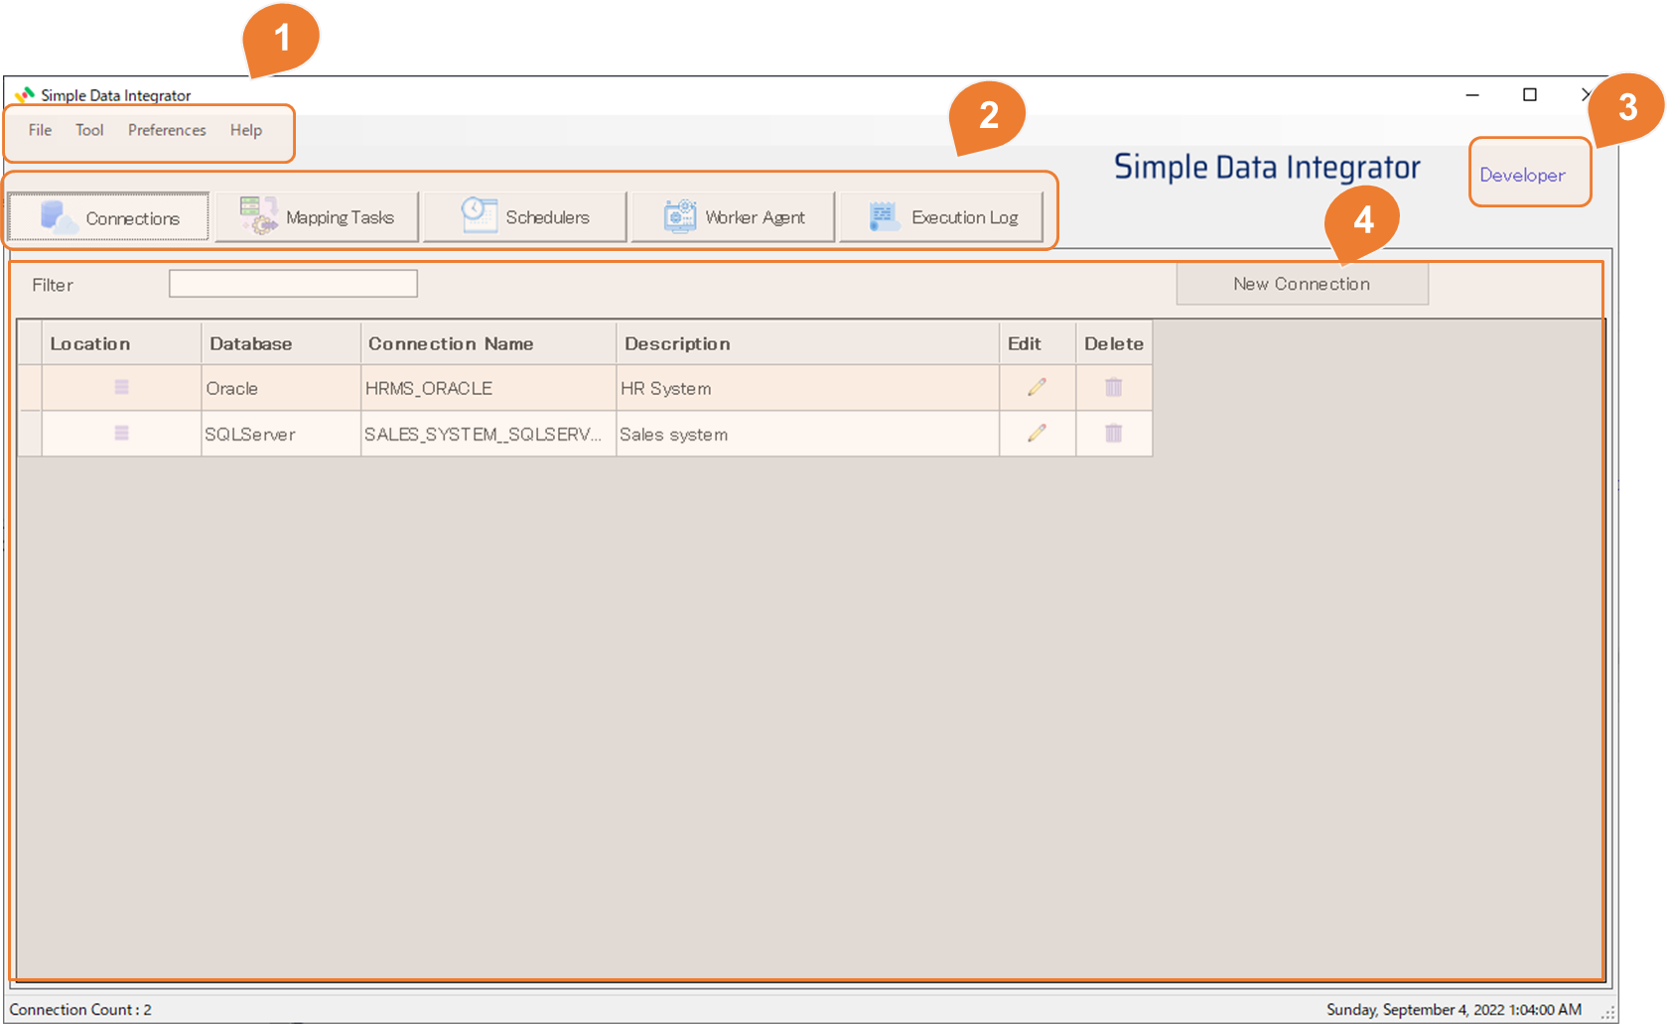 1
Simple Data Integrator
2
3
File Tool Preferences Help
Simple Data Integrator
Developer
Connections Mapping Tasks Schedulers Worker Agent Execution Log
4
Filter
New Connection
Location Database Connection Name Description Edit Delete
Oracle HRMS_ORACLE HR System
SQLServer SALES_SYSTEM_SQLSERV... Sales system
Connection Count : 2
Sunday, September 4, 2022 1:04:00 AM